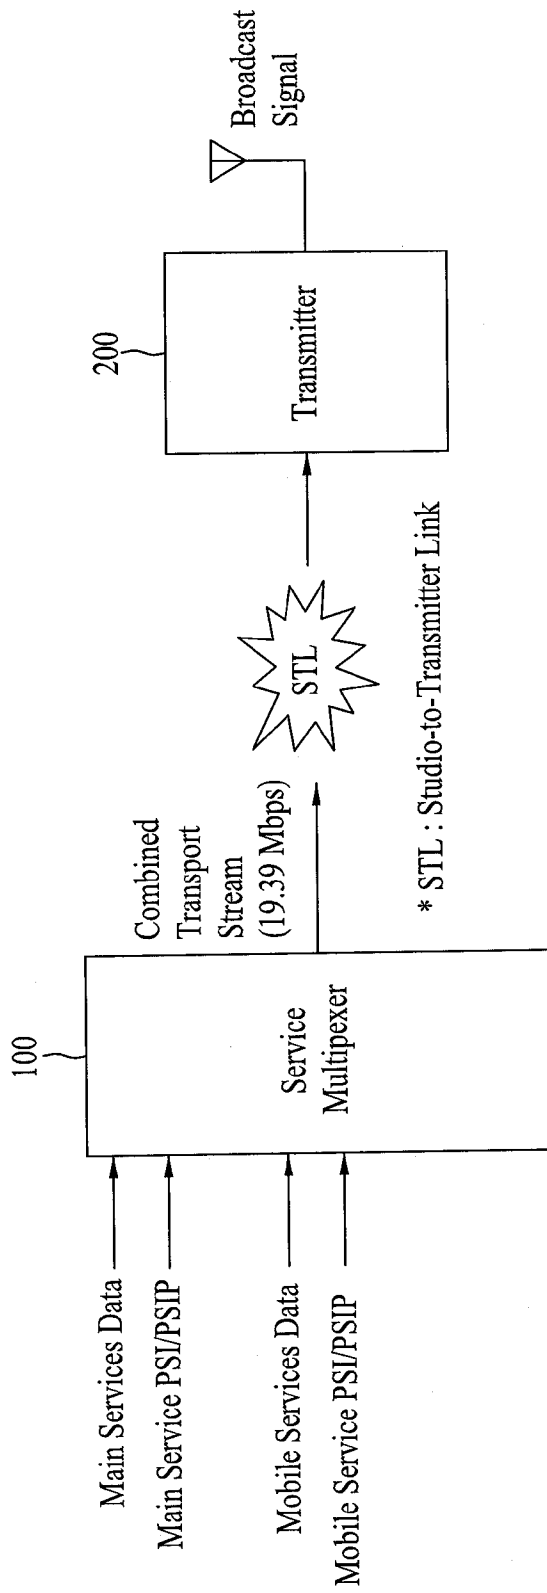 Main Services Data
Main Service PSI/PSIP
Mobile Services Data
Mobile Service PSI/PSIP
100
Service
Multipexer
Combined
Transport
Stream
(19.39 Mbps)
STL
200
Transmitter
Broadcast
Signal
* STL : Studio-to-Transmitter Link